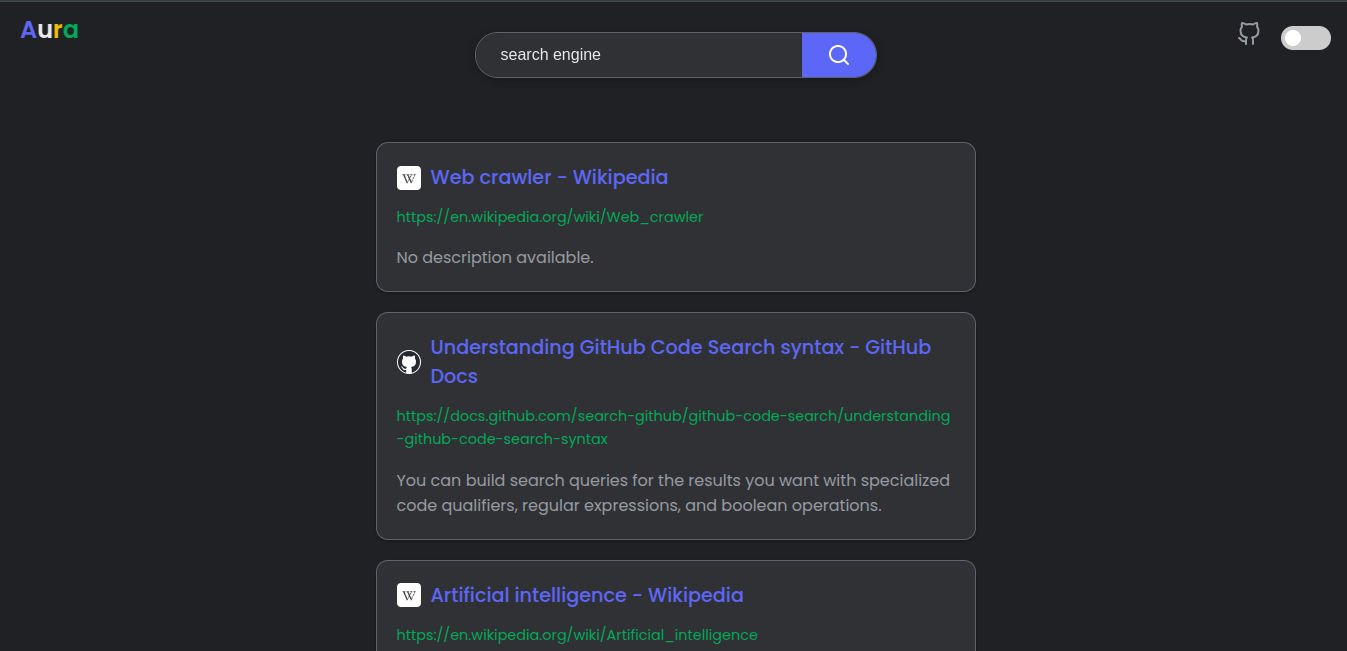 Aura
search engine
W Web crawler - Wikipedia
https://en.wikipedia.org/wiki/Web_crawler
No description available.
Understanding GitHub Code Search syntax - GitHub
Docs
https://docs.github.com/search-github/github-code-search/understanding
-github-code-search-syntax
You can build search queries for the results you want with specialized
code qualifiers, regular expressions, and boolean operations.
W Artificial intelligence - Wikipedia
https://en.wikipedia.org/wiki/Artificial_intelligence